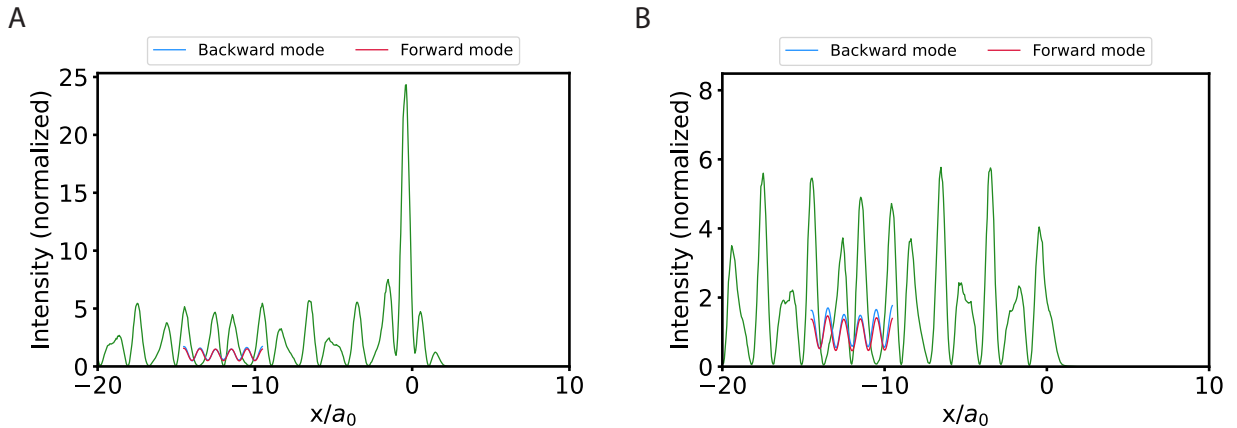 A
Backward mode Forward mode
Intensity (normalized)
25
20
15
10
5
0
−20 −10 0 10
x/a₀
B
Backward mode Forward mode
Intensity (normalized)
8
6
4
2
0
−20 −10 0 10
x/a₀